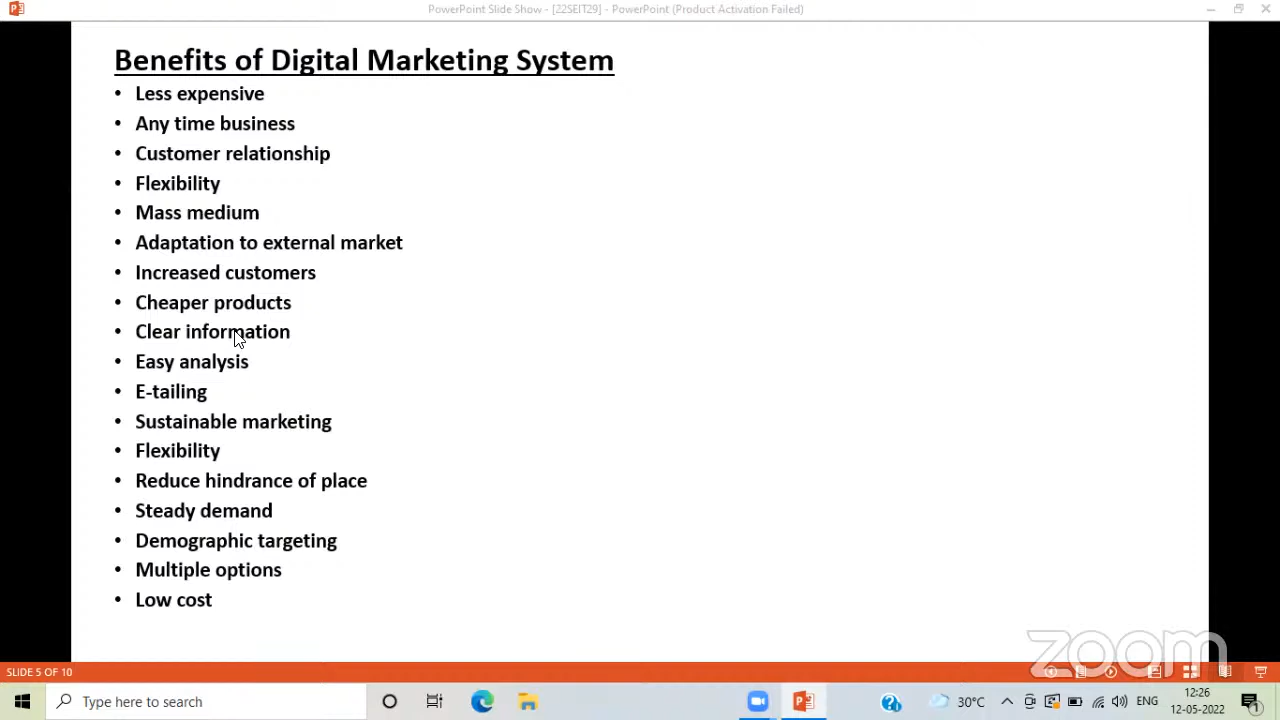 PowerPoint Slide Show - [22SEIT29] - PowerPoint (Product Activation Failed)
Benefits of Digital Marketing System
• Less expensive
• Any time business
• Customer relationship
• Flexibility
• Mass medium
• Adaptation to external market
• Increased customers
• Cheaper products
• Clear information
• Easy analysis
• E-tailing
• Sustainable marketing
• Flexibility
• Reduce hindrance of place
• Steady demand
• Demographic targeting
• Multiple options
• Low cost
zoom
SLIDE 5 OF 10
Type here to search
30°C
ENG
12:26
12-05-2022
1